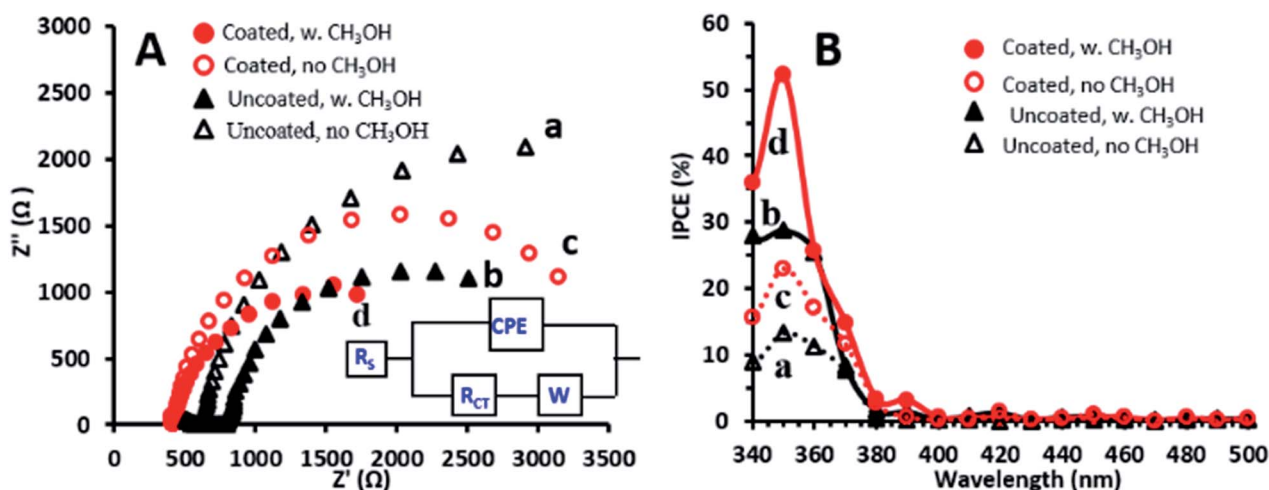 A
Coated, w. CH₃OH
Coated, no CH₃OH
Uncoated, w. CH₃OH
Uncoated, no CH₃OH
3000
2500
2000
1500
1000
500
0
Z'' (Ω)
a
c
b
d
CPE
R_S
R_CT
W
0 500 1000 1500 2000 2500 3000 3500
Z' (Ω)
B
Coated, w. CH₃OH
Coated, no CH₃OH
Uncoated, w. CH₃OH
Uncoated, no CH₃OH
60
50
40
30
20
10
0
IPCE (%)
d
b
c
a
340 360 380 400 420 440 460 480 500
Wavelength (nm)